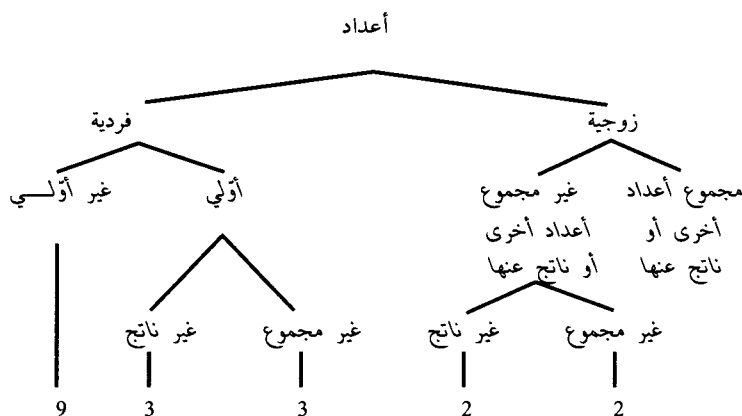 أعداد
زوجية فردية
مجموع أعداد غير مجموع أوّلي غير أوّلـــي
أخرى أو أعداد أخرى
ناتج عنها أو ناتج عنها
غير مجموع غير ناتج غير مجموع غير ناتج
2 2 3 3 9